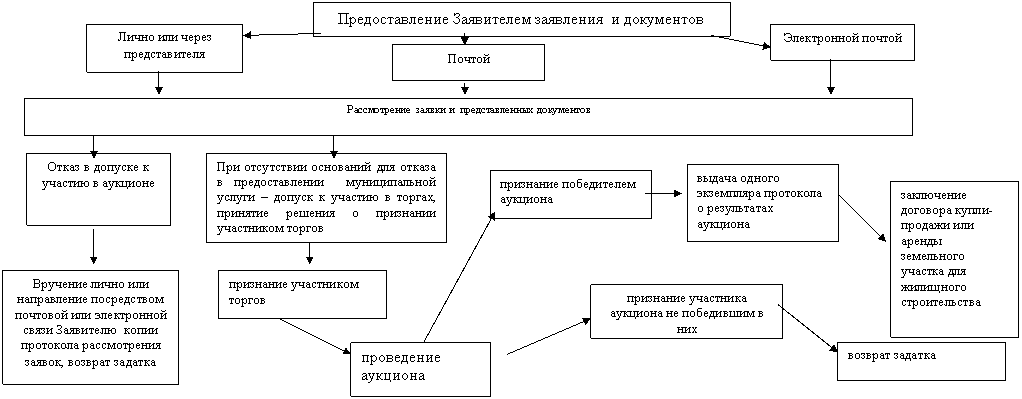 Предоставление Заявителем заявления и документов
Лично или через
представителя
Почтой
Электронной почтой
Рассмотрение заявки и представленных документов
Отказ в допуске к
участию в аукционе
При отсутствии оснований для отказа
в предоставлении муниципальной
услуги – допуск к участию в торгах,
принятие решения о признании
участником торгов
признание победителем
аукциона
выдача одного
экземпляра протокола
о результатах
аукциона
заключение
договора купли-
продажи или
аренды
земельного
участка для
жилищного
строительства
Вручение лично или
направление посредством
почтовой или электронной
связи Заявителю копии
протокола рассмотрения
заявок, возврат задатка
признание участником
торгов
проведение
аукциона
признание участника
аукциона не победившим в
них
возврат задатка